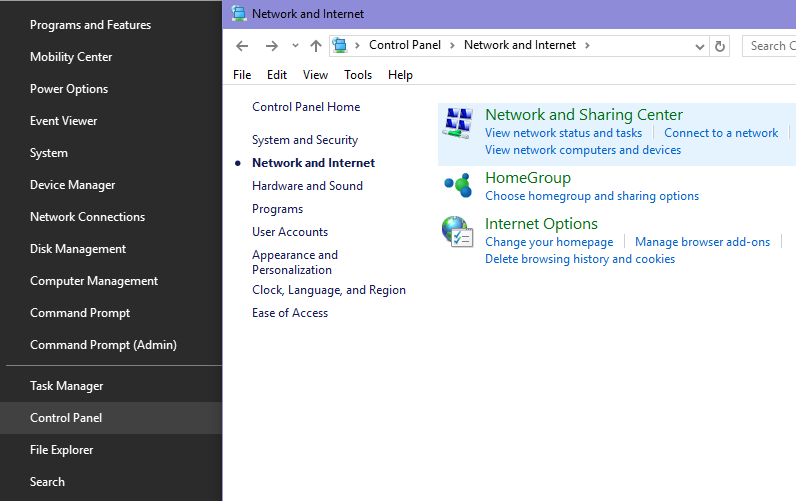 Programs and Features
Mobility Center
Power Options
Event Viewer
System
Device Manager
Network Connections
Disk Management
Computer Management
Command Prompt
Command Prompt (Admin)
Task Manager
Control Panel
File Explorer
Search
Network and Internet
Control Panel > Network and Internet >
Search C
File Edit View Tools Help
Control Panel Home
System and Security
Network and Internet
Hardware and Sound
Programs
User Accounts
Appearance and
Personalization
Clock, Language, and Region
Ease of Access
Network and Sharing Center
View network status and tasks Connect to a network
View network computers and devices
HomeGroup
Choose homegroup and sharing options
Internet Options
Change your homepage Manage browser add-ons
Delete browsing history and cookies